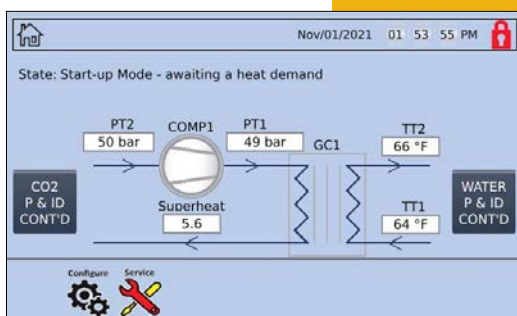 Nov/01/2021 01 53 55 PM
State: Start-up Mode - awaiting a heat demand
PT2
50 bar
COMP1
PT1
49 bar
GC1
TT2
66 °F
CO2
P & ID
CONT'D
Superheat
5.6
TT1
64 °F
WATER
P & ID
CONT'D
Configure
Service